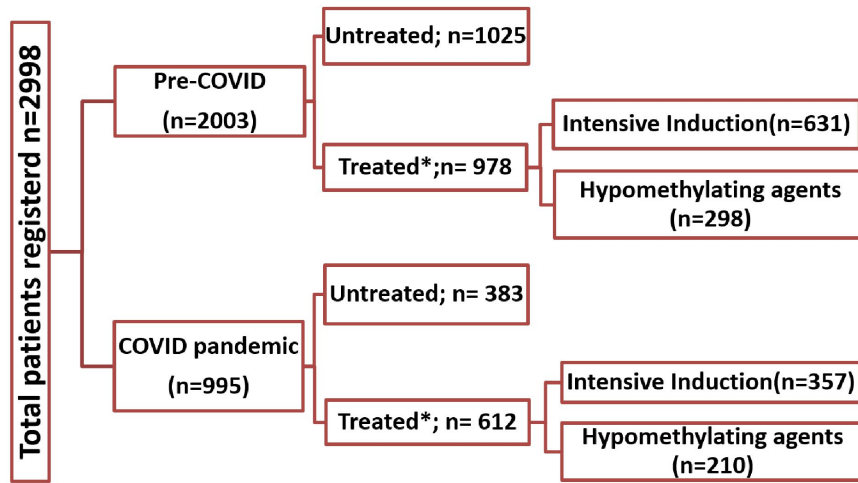 Total patients registerd n=2998
Pre-COVID
(n=2003)
Untreated; n=1025
Treated*;n= 978
Intensive Induction(n=631)
Hypomethylating agents
(n=298)
COVID pandemic
(n=995)
Untreated; n= 383
Treated*; n= 612
Intensive Induction(n=357)
Hypomethylating agents
(n=210)